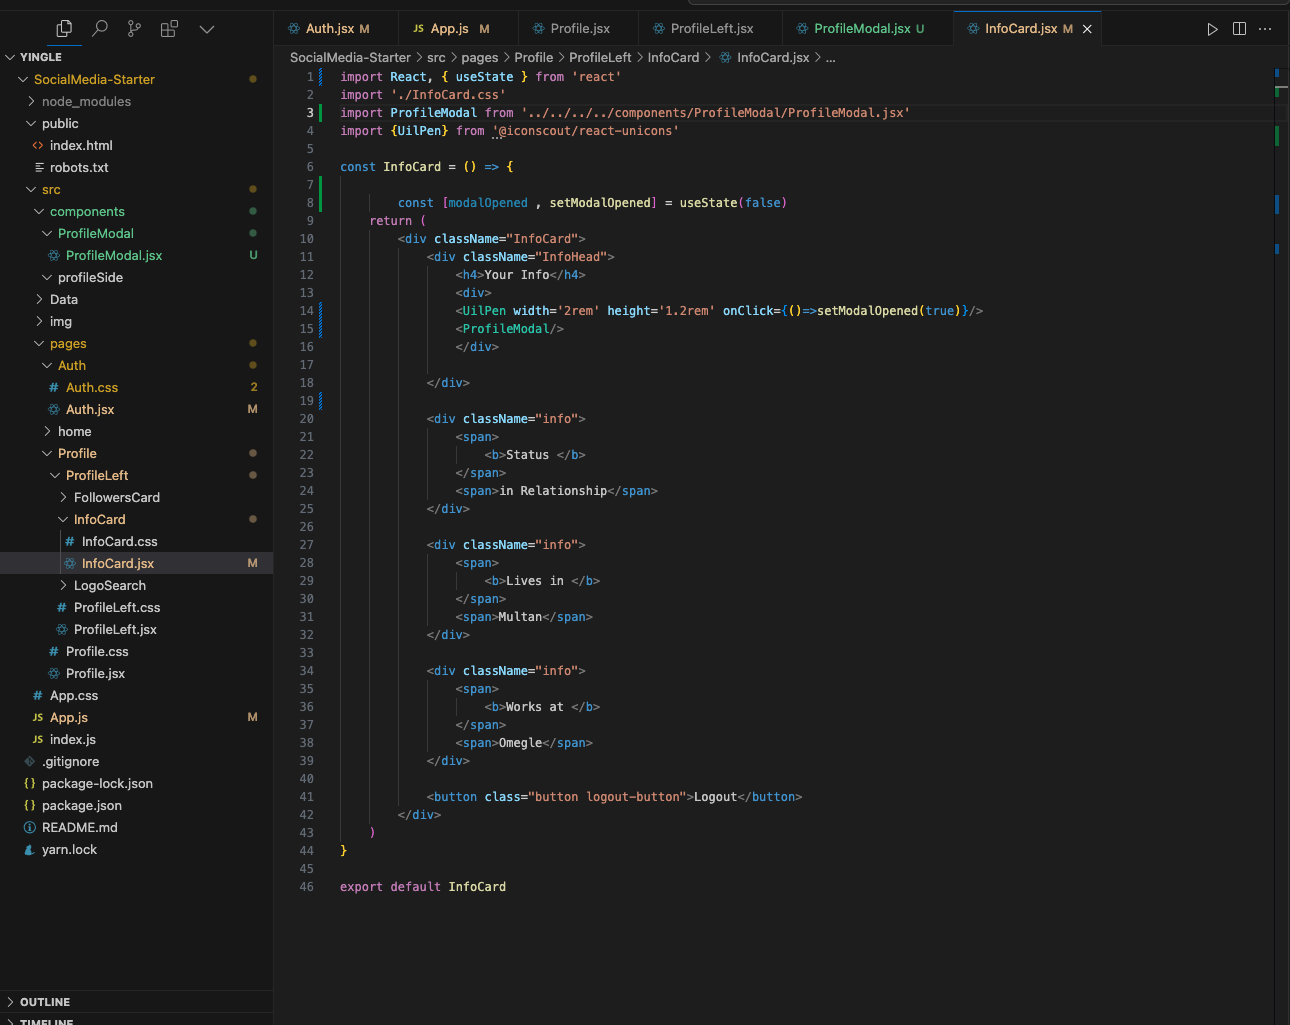 YINGLE
SocialMedia-Starter
node_modules
public
<> index.html
robots.txt
src
components
ProfileModal
ProfileModal.jsx U
profileSide
Data
img
pages
Auth
# Auth.css 2
Auth.jsx M
home
Profile
ProfileLeft
FollowersCard
InfoCard
# InfoCard.css
InfoCard.jsx M
LogoSearch
# ProfileLeft.css
ProfileLeft.jsx
# Profile.css
Profile.jsx
# App.css
JS App.js M
JS index.js
.gitignore
{} package-lock.json
{} package.json
README.md
yarn.lock
OUTLINE
TIMELINE
Auth.jsx M
JS App.js M
Profile.jsx
ProfileLeft.jsx
ProfileModal.jsx U
InfoCard.jsx M
SocialMedia-Starter > src > pages > Profile > ProfileLeft > InfoCard > InfoCard.jsx > ...
1 import React, { useState } from 'react'
2 import './InfoCard.css'
3 import ProfileModal from '../../../../components/ProfileModal/ProfileModal.jsx'
4 import {UilPen} from '@iconscout/react-unicons'
5
6 const InfoCard = () => {
7
8 const [modalOpened , setModalOpened] = useState(false)
9 return (
10 <div className="InfoCard">
11 <div className="InfoHead">
12 <h4>Your Info</h4>
13 <div>
14 <UilPen width='2rem' height='1.2rem' onClick={()=>setModalOpened(true)}/>
15 <ProfileModal/>
16 </div>
17
18 </div>
19
20 <div className="info">
21 <span>
22 <b>Status </b>
23 </span>
24 <span>in Relationship</span>
25 </div>
26
27 <div className="info">
28 <span>
29 <b>Lives in </b>
30 </span>
31 <span>Multan</span>
32 </div>
33
34 <div className="info">
35 <span>
36 <b>Works at </b>
37 </span>
38 <span>Omegle</span>
39 </div>
40
41 <button class="button logout-button">Logout</button>
42 </div>
43 )
44 }
45
46 export default InfoCard